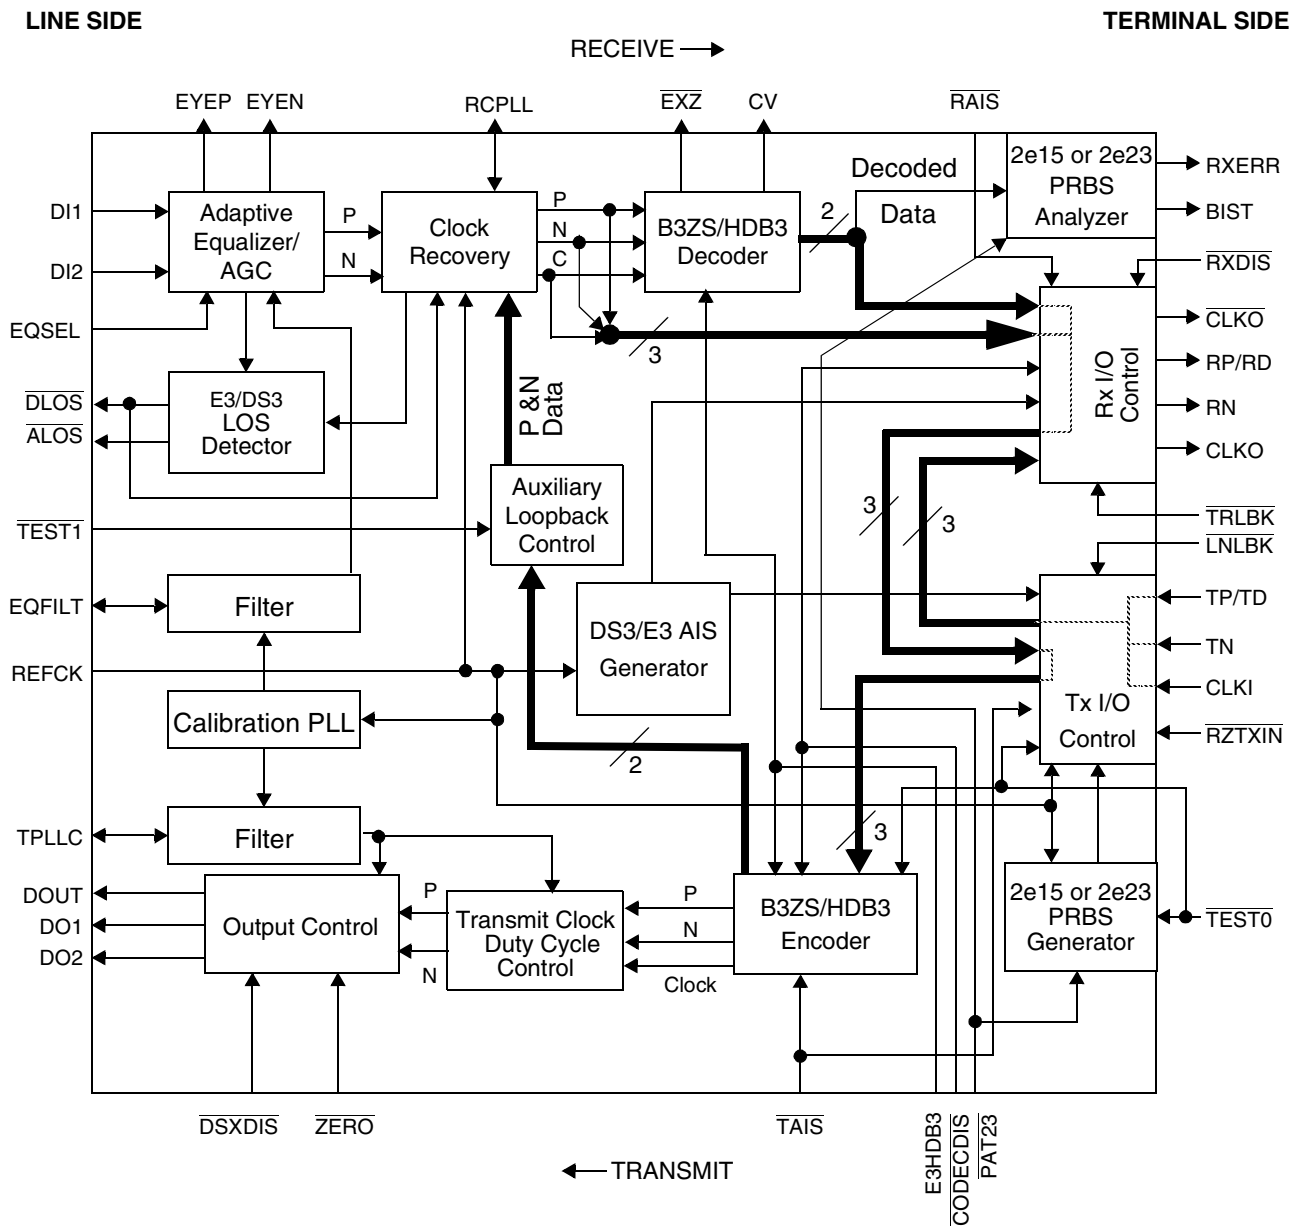 LINE SIDE
TERMINAL SIDE
RECEIVE
EYEP
EYEN
RCPLL
EXZ
CV
RAIS
DI1
DI2
EQSEL
DLOS
ALOS
TEST1
EQFILT
REFCK
TPLLC
DOUT
DO1
DO2
Adaptive
Equalizer/
AGC
P
N
Clock
Recovery
P
N
C
B3ZS/HDB3
Decoder
2
Decoded
Data
2e15 or 2e23
PRBS
Analyzer
RXERR
BIST
RXDIS
CLKO
RP/RD
RN
CLKO
TRLBK
LNLBK
TP/TD
TN
CLKI
RZTXIN
TEST0
Rx I/O
Control
3
E3/DS3
LOS
Detector
P &N
Data
Auxiliary
Loopback
Control
3
3
Filter
DS3/E3 AIS
Generator
Calibration PLL
2
Tx I/O
Control
Filter
3
Output Control
P
N
Transmit Clock
Duty Cycle
Control
P
N
Clock
B3ZS/HDB3
Encoder
2e15 or 2e23
PRBS
Generator
DSXDIS
ZERO
TAIS
E3HDB3
CODECDIS
PAT23
TRANSMIT